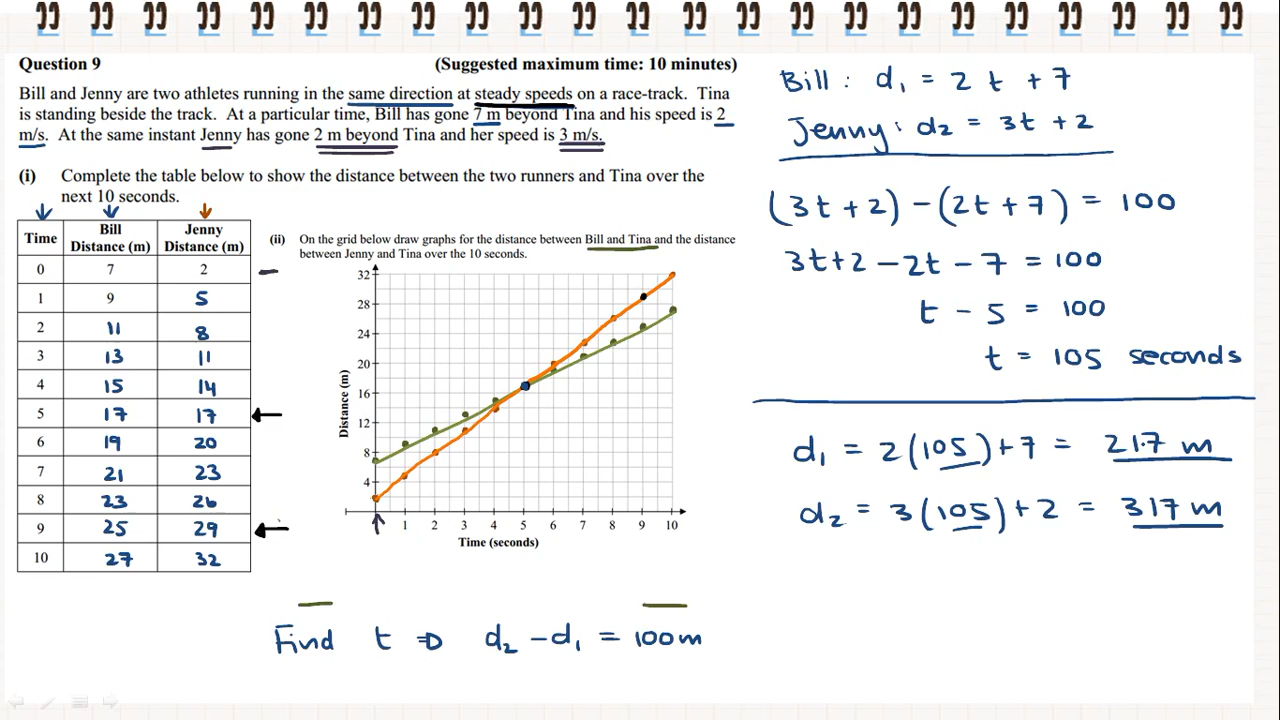 Question 9 (Suggested maximum time: 10 minutes)
Bill and Jenny are two athletes running in the same direction at steady speeds on a race-track. Tina
is standing beside the track. At a particular time, Bill has gone 7 m beyond Tina and his speed is 2
m/s. At the same instant Jenny has gone 2 m beyond Tina and her speed is 3 m/s.
(i) Complete the table below to show the distance between the two runners and Tina over the
next 10 seconds.
Time Bill Distance (m) Jenny Distance (m)
0 7 2
1 9 5
2 11 8
3 13 11
4 15 14
5 17 17
6 19 20
7 21 23
8 23 26
9 25 29
10 27 32
(ii) On the grid below draw graphs for the distance between Bill and Tina and the distance
between Jenny and Tina over the 10 seconds.
Distance (m)
32
28
24
20
16
12
8
4
1 2 3 4 5 6 7 8 9 10
Time (seconds)
Find t ⇒ d₂ - d₁ = 100m
Bill : d₁ = 2 t + 7
Jenny : d₂ = 3t + 2
(3t + 2) - (2t + 7) = 100
3t+2 - 2t - 7 = 100
t - 5 = 100
t = 105 seconds
d₁ = 2(105)+7 = 217 m
d₂ = 3(105)+2 = 317 m